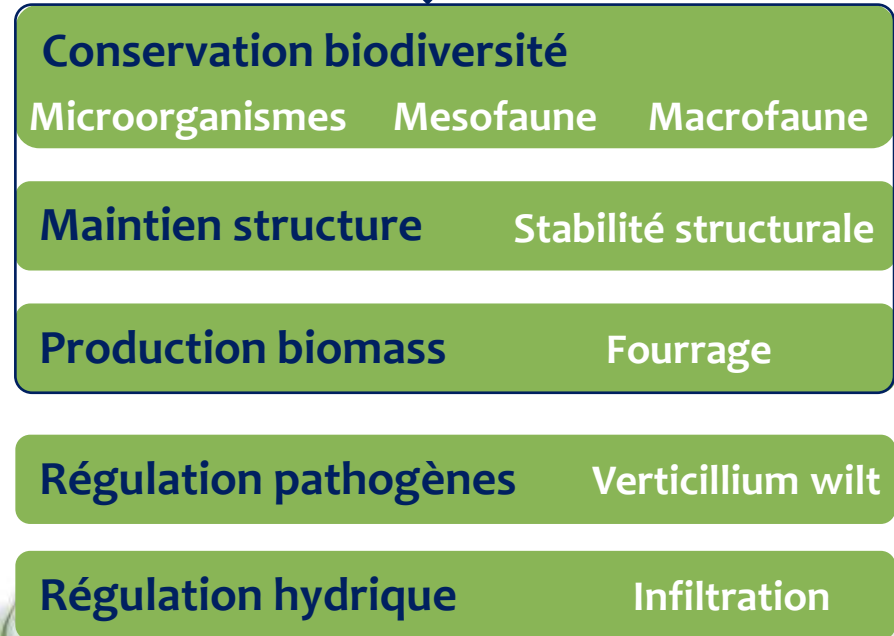 Conservation biodiversité
Microorganismes Mesofaune Macrofaune
Maintien structure Stabilité structurale
Production biomass Fourrage
Régulation pathogènes Verticillium wilt
Régulation hydrique Infiltration